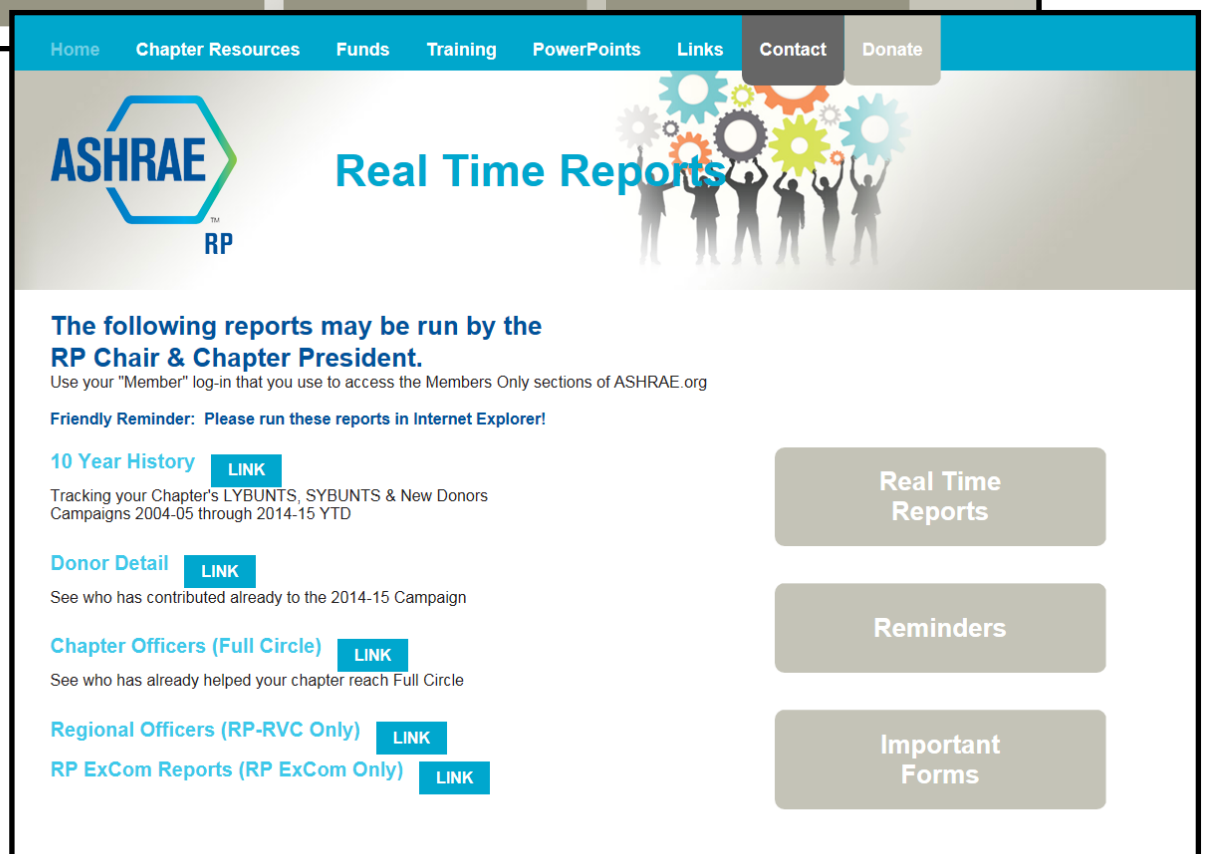 Home Chapter Resources Funds Training PowerPoints Links Contact Donate
ASHRAE
TM
RP
Real Time Reports
The following reports may be run by the
RP Chair & Chapter President.
Use your "Member" log-in that you use to access the Members Only sections of ASHRAE.org
Friendly Reminder: Please run these reports in Internet Explorer!
10 Year History LINK
Tracking your Chapter's LYBUNTS, SYBUNTS & New Donors
Campaigns 2004-05 through 2014-15 YTD
Donor Detail LINK
See who has contributed already to the 2014-15 Campaign
Chapter Officers (Full Circle) LINK
See who has already helped your chapter reach Full Circle
Regional Officers (RP-RVC Only) LINK
RP ExCom Reports (RP ExCom Only) LINK
Real Time
Reports
Reminders
Important
Forms